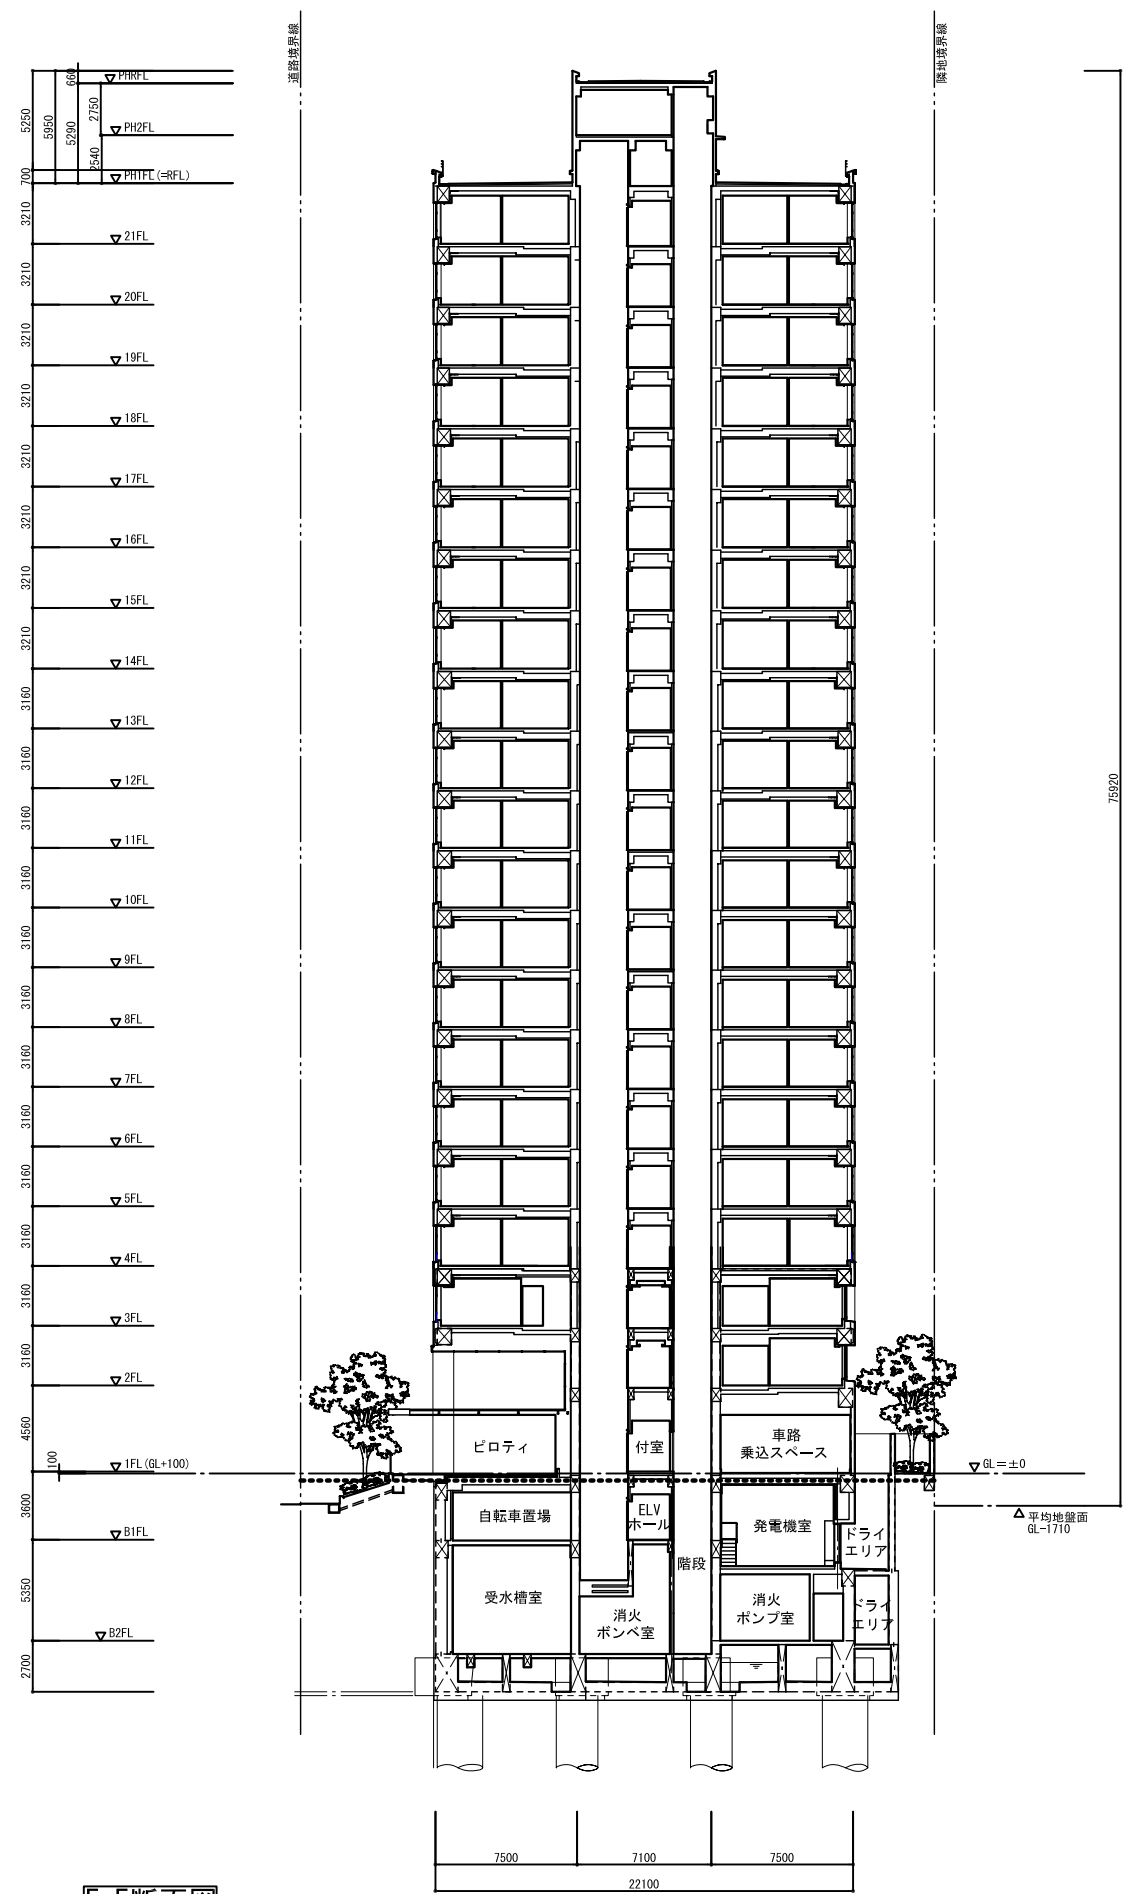 道路境界線
隣地境界線
660
PHRFL
2750
5250
5950
5290
PH2FL
2540
700
PH1FL(=RFL)
3210
21FL
3210
20FL
3210
19FL
3210
18FL
3210
17FL
3210
16FL
3210
15FL
3210
14FL
3160
13FL
3160
12FL
3160
11FL
3160
10FL
3160
9FL
3160
8FL
3160
7FL
3160
6FL
3160
5FL
3160
4FL
3160
3FL
3160
2FL
4560
100
1FL(GL+100)
3600
B1FL
5350
B2FL
2700
75920
GL=±0
平均地盤面
GL-1710
ピロティ
付室
車路
乗込スペース
自転車置場
ELV
ホール
発電機室
ドライ
エリア
階段
受水槽室
消火
ボンベ室
消火
ポンプ室
ドライ
エリア
7500
7100
7500
22100